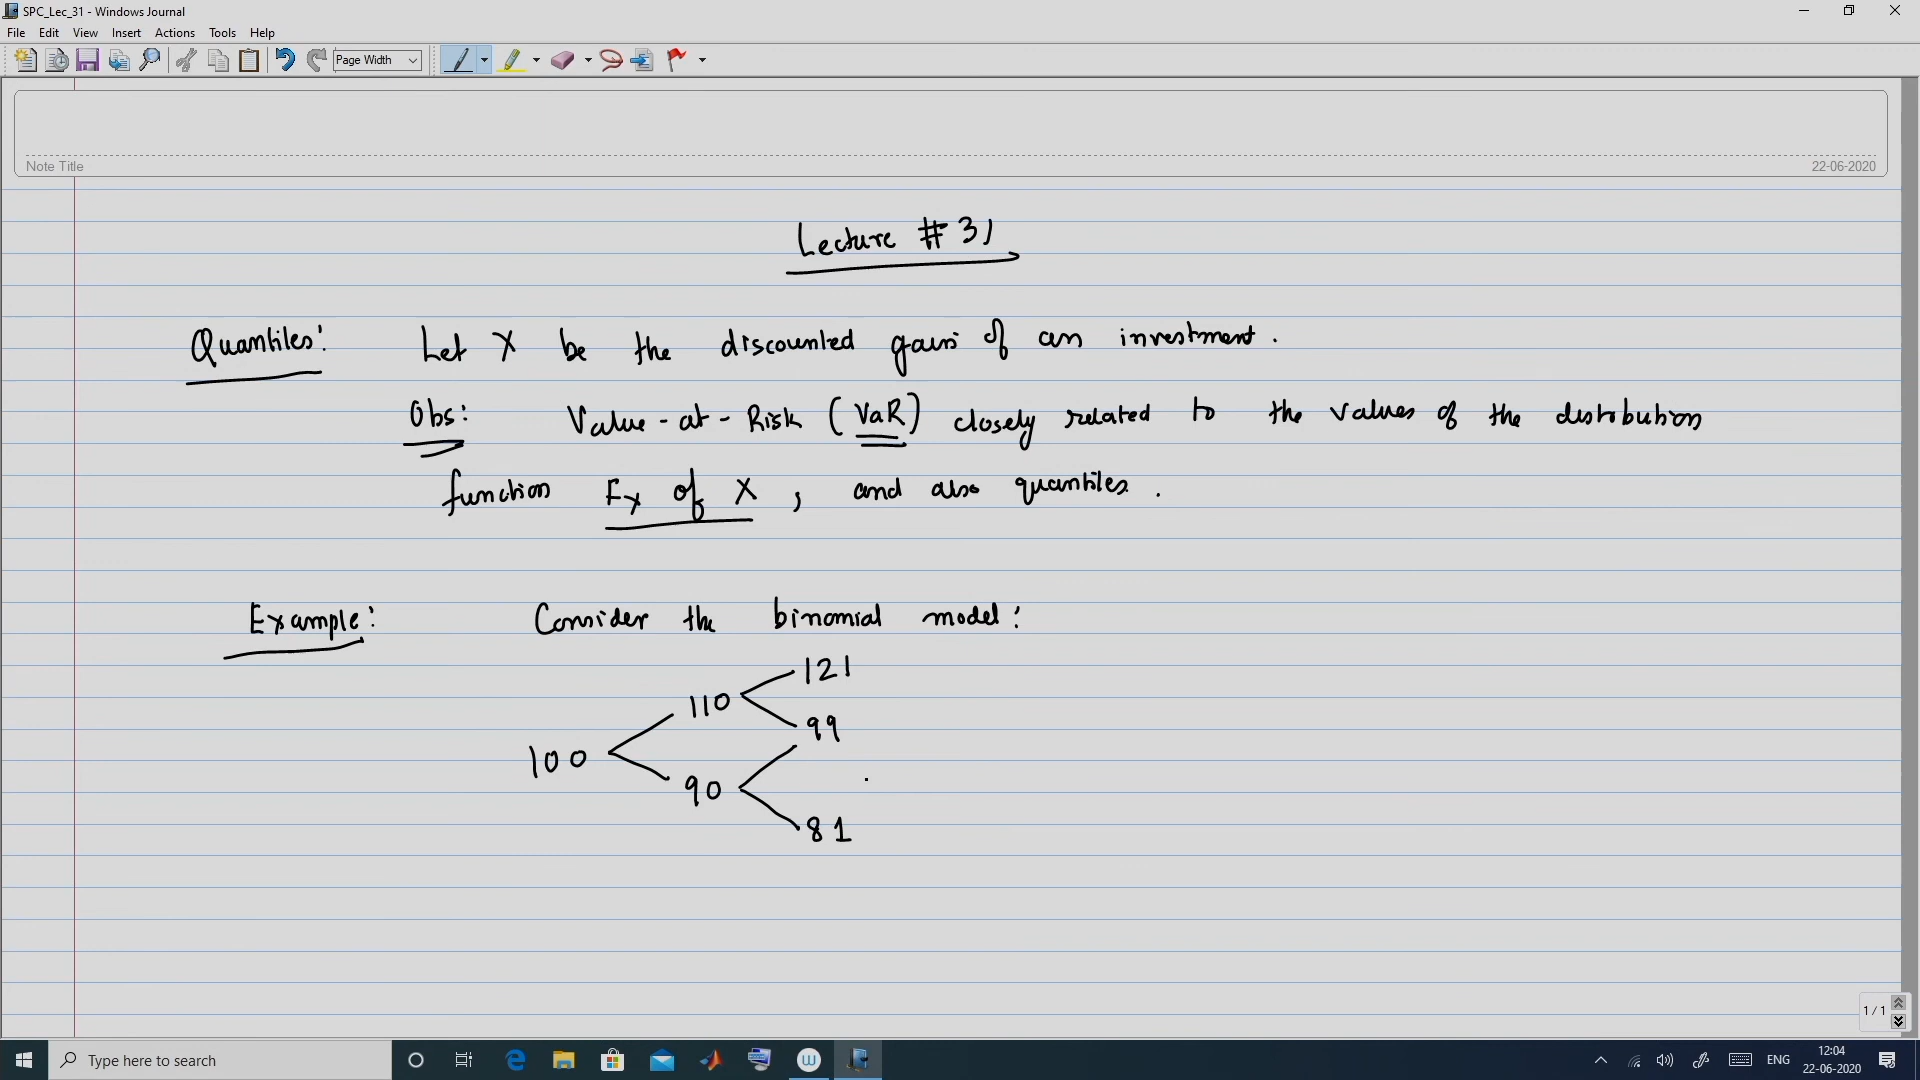 SPC_Lec_31 - Windows Journal
File Edit View Insert Actions Tools Help
Page Width
Note Title
22-06-2020
Lecture # 31
Quantiles: Let X be the discounted gain of an investment.
Obs: Value-at-Risk (VaR) closely related to the values of the distribution
function Fx of X, and also quantiles.
Example: Consider the binomial model:
121
110
99
100
90
81
1 / 1
Type here to search
W
ENG
12:04
22-06-2020